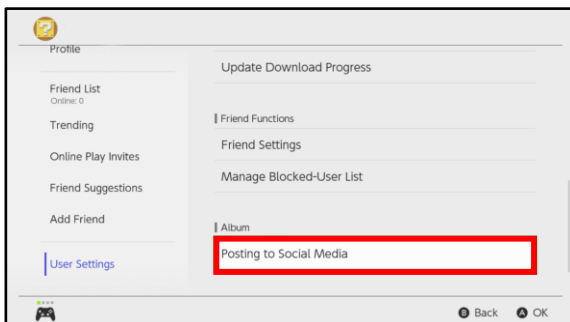 Profile
Friend List
Online: 0
Trending
Online Play Invites
Friend Suggestions
Add Friend
User Settings
Update Download Progress
Friend Functions
Friend Settings
Manage Blocked-User List
Album
Posting to Social Media
B Back A OK